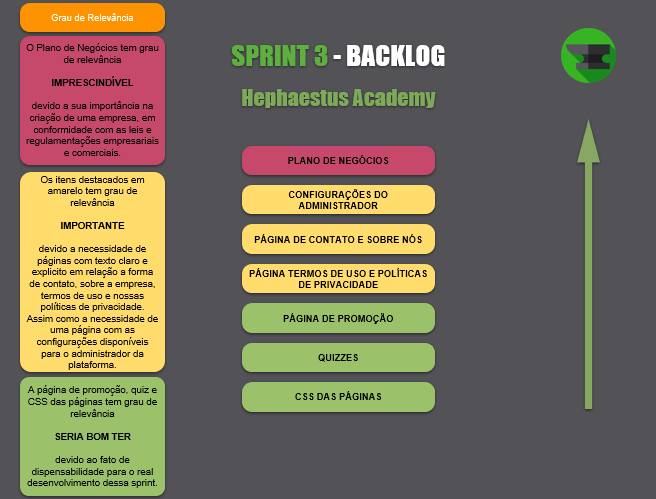 Grau de Relevância
O Plano de Negócios tem grau
de relevância
IMPRESCINDÍVEL
devido a sua importância na
criação de uma empresa, em
conformidade com as leis e
regulamentações empresariais
e comerciais.
Os itens destacados em
amarelo tem grau de
relevância
IMPORTANTE
devido a necessidade de
páginas com texto claro e
explicito em relação a forma
de contato, sobre a empresa,
termos de uso e nossas
políticas de privacidade.
Assim como a necessidade de
uma página com as
configurações disponíveis
para o administrador da
plataforma.
A página de promoção, quiz e
CSS das páginas tem grau de
relevância
SERIA BOM TER
devido ao fato de
dispensabilidade para o real
desenvolvimento dessa sprint.
SPRINT 3 - BACKLOG
Hephaestus Academy
PLANO DE NEGÓCIOS
CONFIGURAÇÕES DO
ADMINISTRADOR
PÁGINA DE CONTATO E SOBRE NÓS
PÁGINA TERMOS DE USO E POLÍTICAS
DE PRIVACIDADE
PÁGINA DE PROMOÇÃO
QUIZZES
CSS DAS PÁGINAS